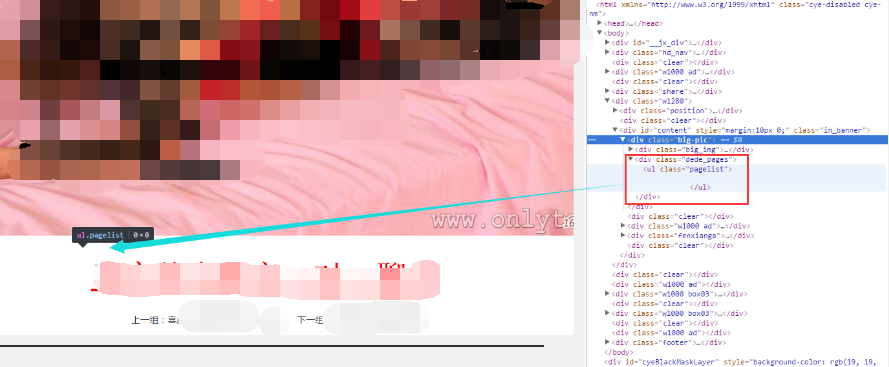 www.onlyta
ul.pagelist 0×0
上一组：喜
下一组
<html xmlns="http://www.w3.org/1999/xhtml" class="cye-disabled cye-
nm">
<head>…</head>
<body>
<div id="__jx_div">…</div>
<div class="hd_nav">…</div>
<div class="clear"></div>
<div class="w1000 ad">…</div>
<div class="clear"></div>
<div class="share">…</div>
<div class="w1280">
<div class="position">…</div>
<div class="clear"></div>
<div id="content" style="margin:10px 0;" class="in_banner">
<div class="big-pic"> == $0
<div class="big_img">…</div>
<div class="dede_pages">
<ul class="pagelist">
</ul>
</div>
</div>
<div class="clear"></div>
<div class="w1000 ad">…</div>
<div class="fenxianga">…</div>
<div class="clear"></div>
</div>
</div>
<div class="clear"></div>
<div class="w1000 ad"></div>
<div class="w1000 box03">…</div>
<div class="clear"></div>
<div class="w1000 box03">…</div>
<div class="clear"></div>
<div class="w1000 ad"></div>
<div class="footer">…</div>
</body>
<div id="cyeBlackMaskLayer" style="background-color: rgb(19, 19,